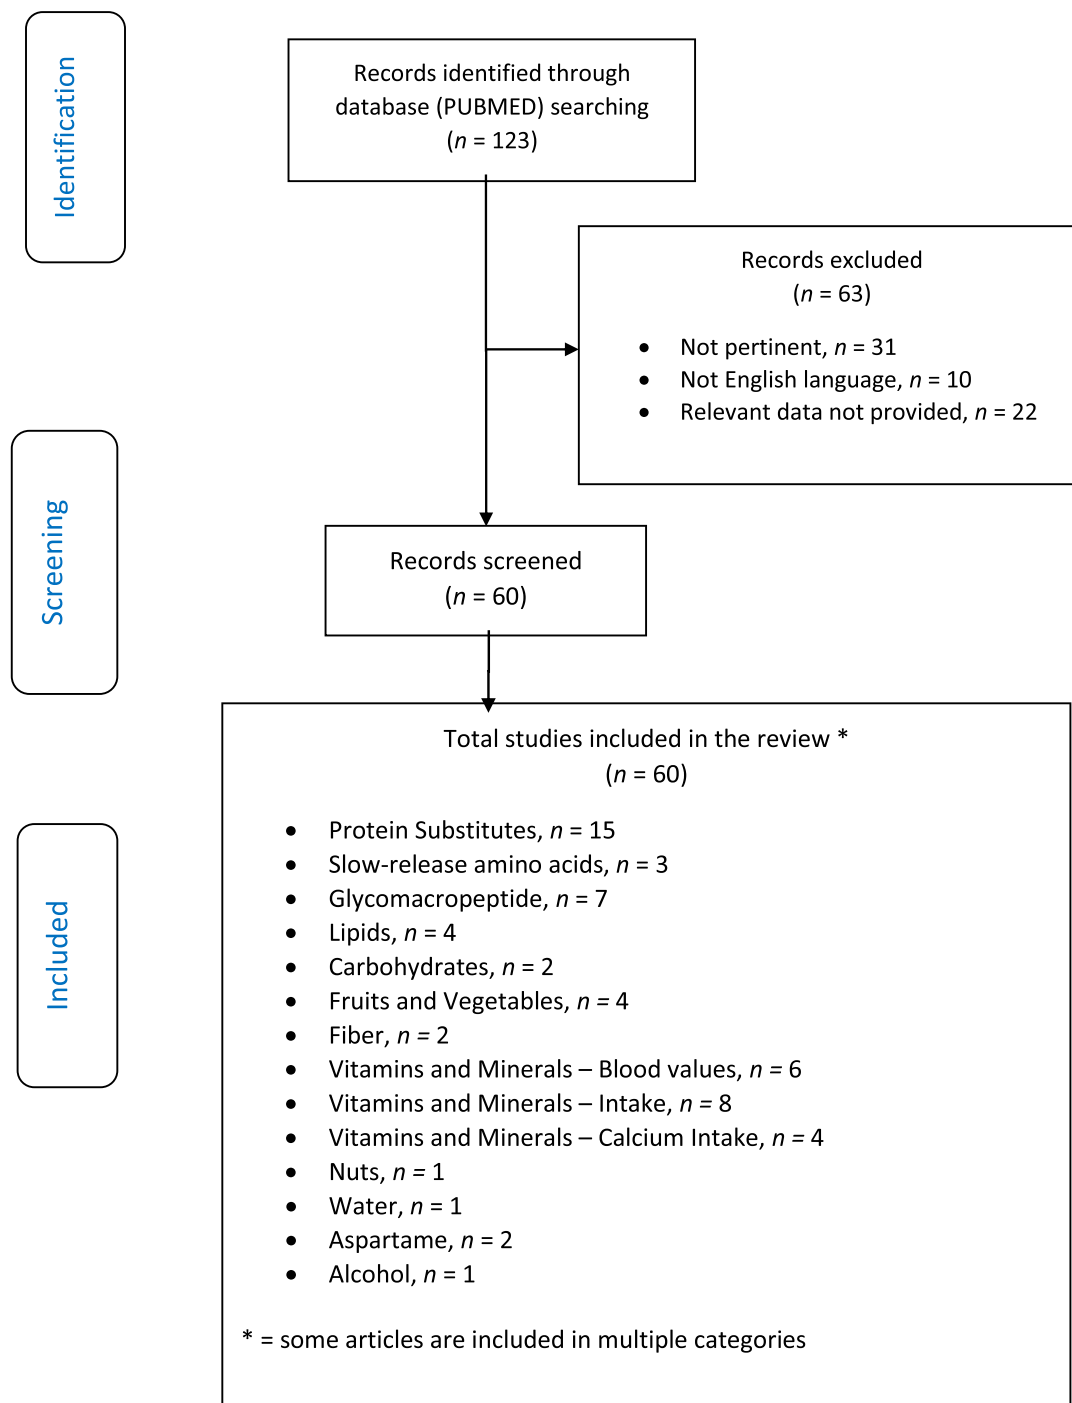 Identification
Records identified through
database (PUBMED) searching
(n = 123)
Records excluded
(n = 63)
• Not pertinent, n = 31
• Not English language, n = 10
• Relevant data not provided, n = 22
Screening
Records screened
(n = 60)
Included
Total studies included in the review *
(n = 60)
• Protein Substitutes, n = 15
• Slow-release amino acids, n = 3
• Glycomacropeptide, n = 7
• Lipids, n = 4
• Carbohydrates, n = 2
• Fruits and Vegetables, n = 4
• Fiber, n = 2
• Vitamins and Minerals – Blood values, n = 6
• Vitamins and Minerals – Intake, n = 8
• Vitamins and Minerals – Calcium Intake, n = 4
• Nuts, n = 1
• Water, n = 1
• Aspartame, n = 2
• Alcohol, n = 1
* = some articles are included in multiple categories